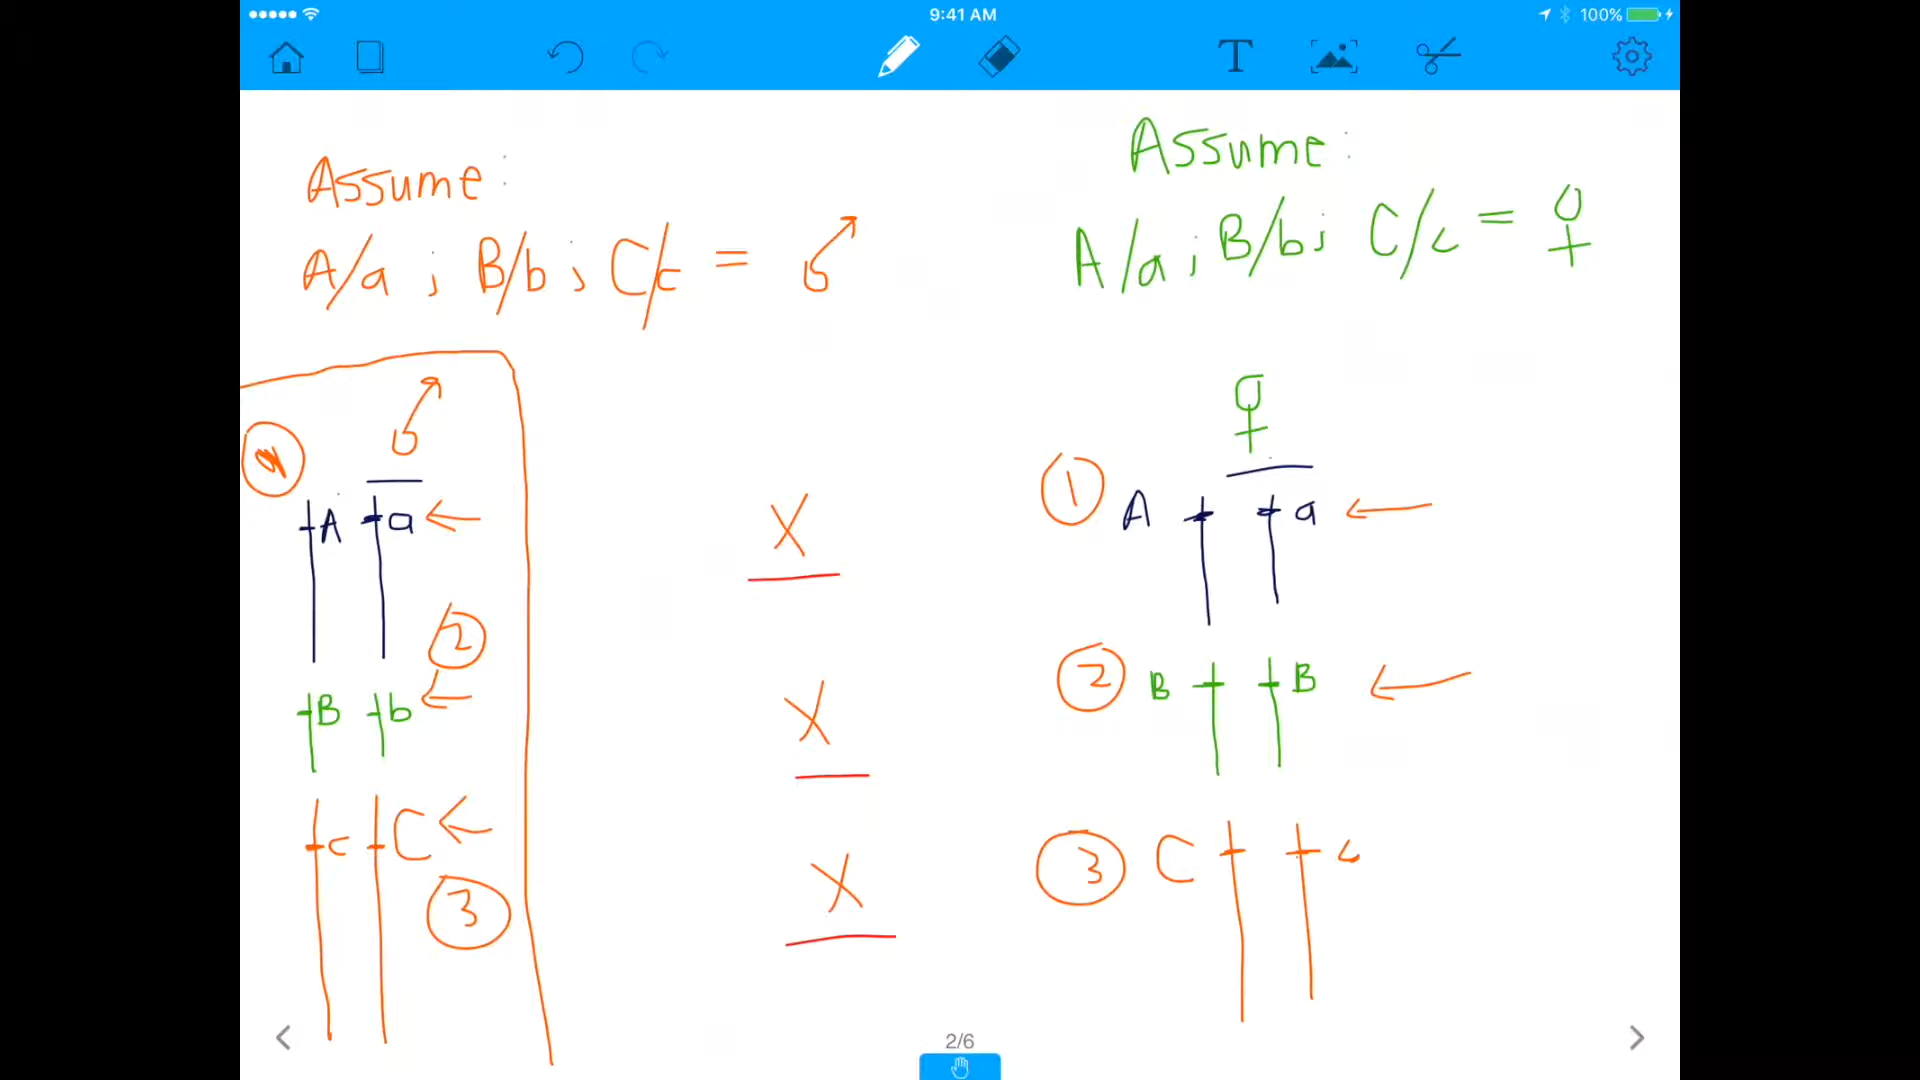 9:41 AM
100%
T
Assume:
A/a ; B/b ; C/c = ♂
Assume:
A/a ; B/b ; C/c = ♀
♂
A a
2
B b
c C
3
X
X
X
♀
1 A a
2 B B
3 C c
2/6